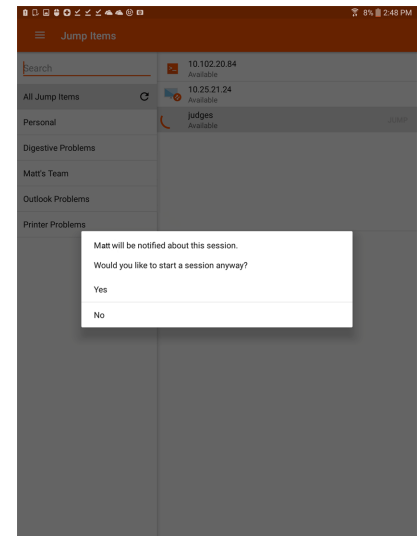 8% 2:48 PM
Jump Items
Search
All Jump Items
Personal
Digestive Problems
Matt's Team
Outlook Problems
Printer Problems
10.102.20.84
Available
10.25.21.24
Available
judges
Available
JUMP
Matt will be notified about this session.
Would you like to start a session anyway?
Yes
No